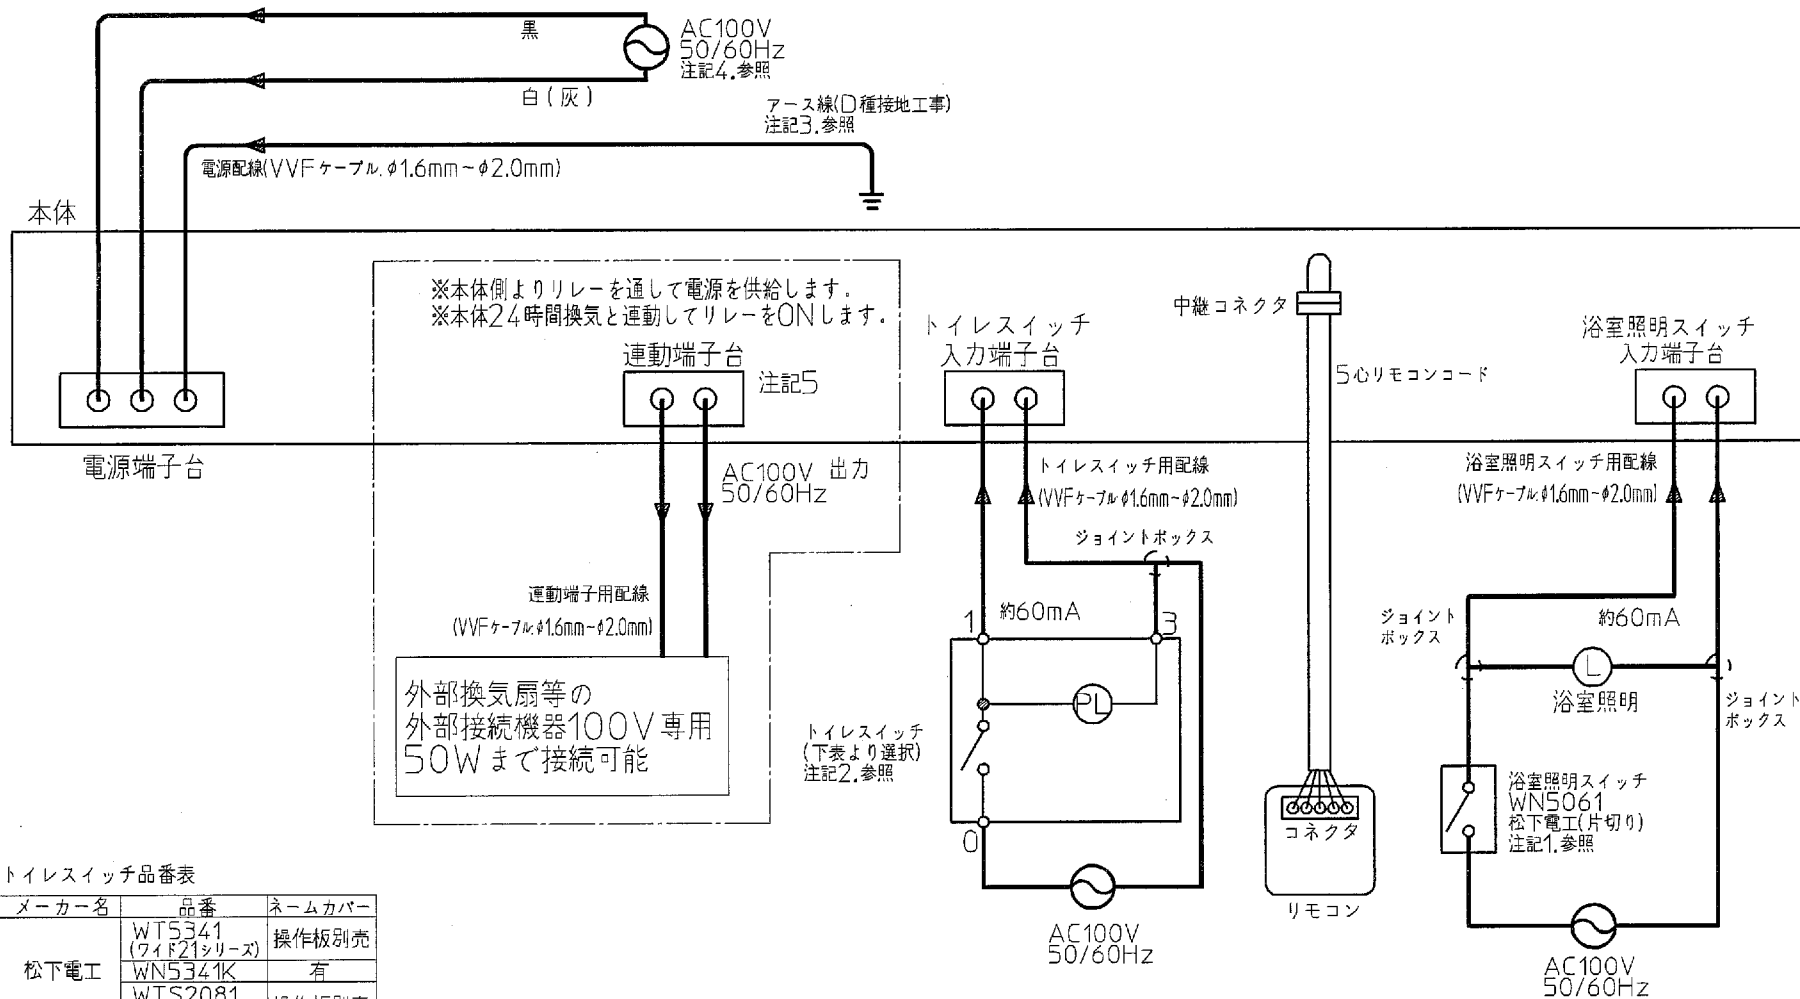 黒
AC100V
50/60Hz
注記4.参照
白(灰)
アース線(D種接地工事)
注記3.参照
電源配線(VVFケーブル.φ1.6mm~φ2.0mm)
本体
※本体側よりリレーを通して電源を供給します。
※本体24時間換気と連動してリレーをONします。
連動端子台
注記5
トイレスイッチ
入力端子台
中継コネクタ
5心リモコンコード
浴室照明スイッチ
入力端子台
電源端子台
AC100V 出力
50/60Hz
トイレスイッチ用配線
(VVFケーブル.φ1.6mm~φ2.0mm)
浴室照明スイッチ用配線
(VVFケーブル.φ1.6mm~φ2.0mm)
ジョイントボックス
連動端子用配線
(VVFケーブル.φ1.6mm~φ2.0mm)
1
約60mA
3
ジョイント
ボックス
約60mA
L
浴室照明
ジョイント
ボックス
外部換気扇等の
外部接続機器100V専用
50Wまで接続可能
PL
トイレスイッチ
(下表より選択)
注記2.参照
0
コネクタ
リモコン
浴室照明スイッチ
WN5061
松下電工(片切り)
注記1.参照
AC100V
50/60Hz
AC100V
50/60Hz
トイレスイッチ品番表
メーカー名 品番 ネームカバー
松下電工
WT5341
(ワイド21シリーズ)
操作板別売
WN5341K 有
WTS2081